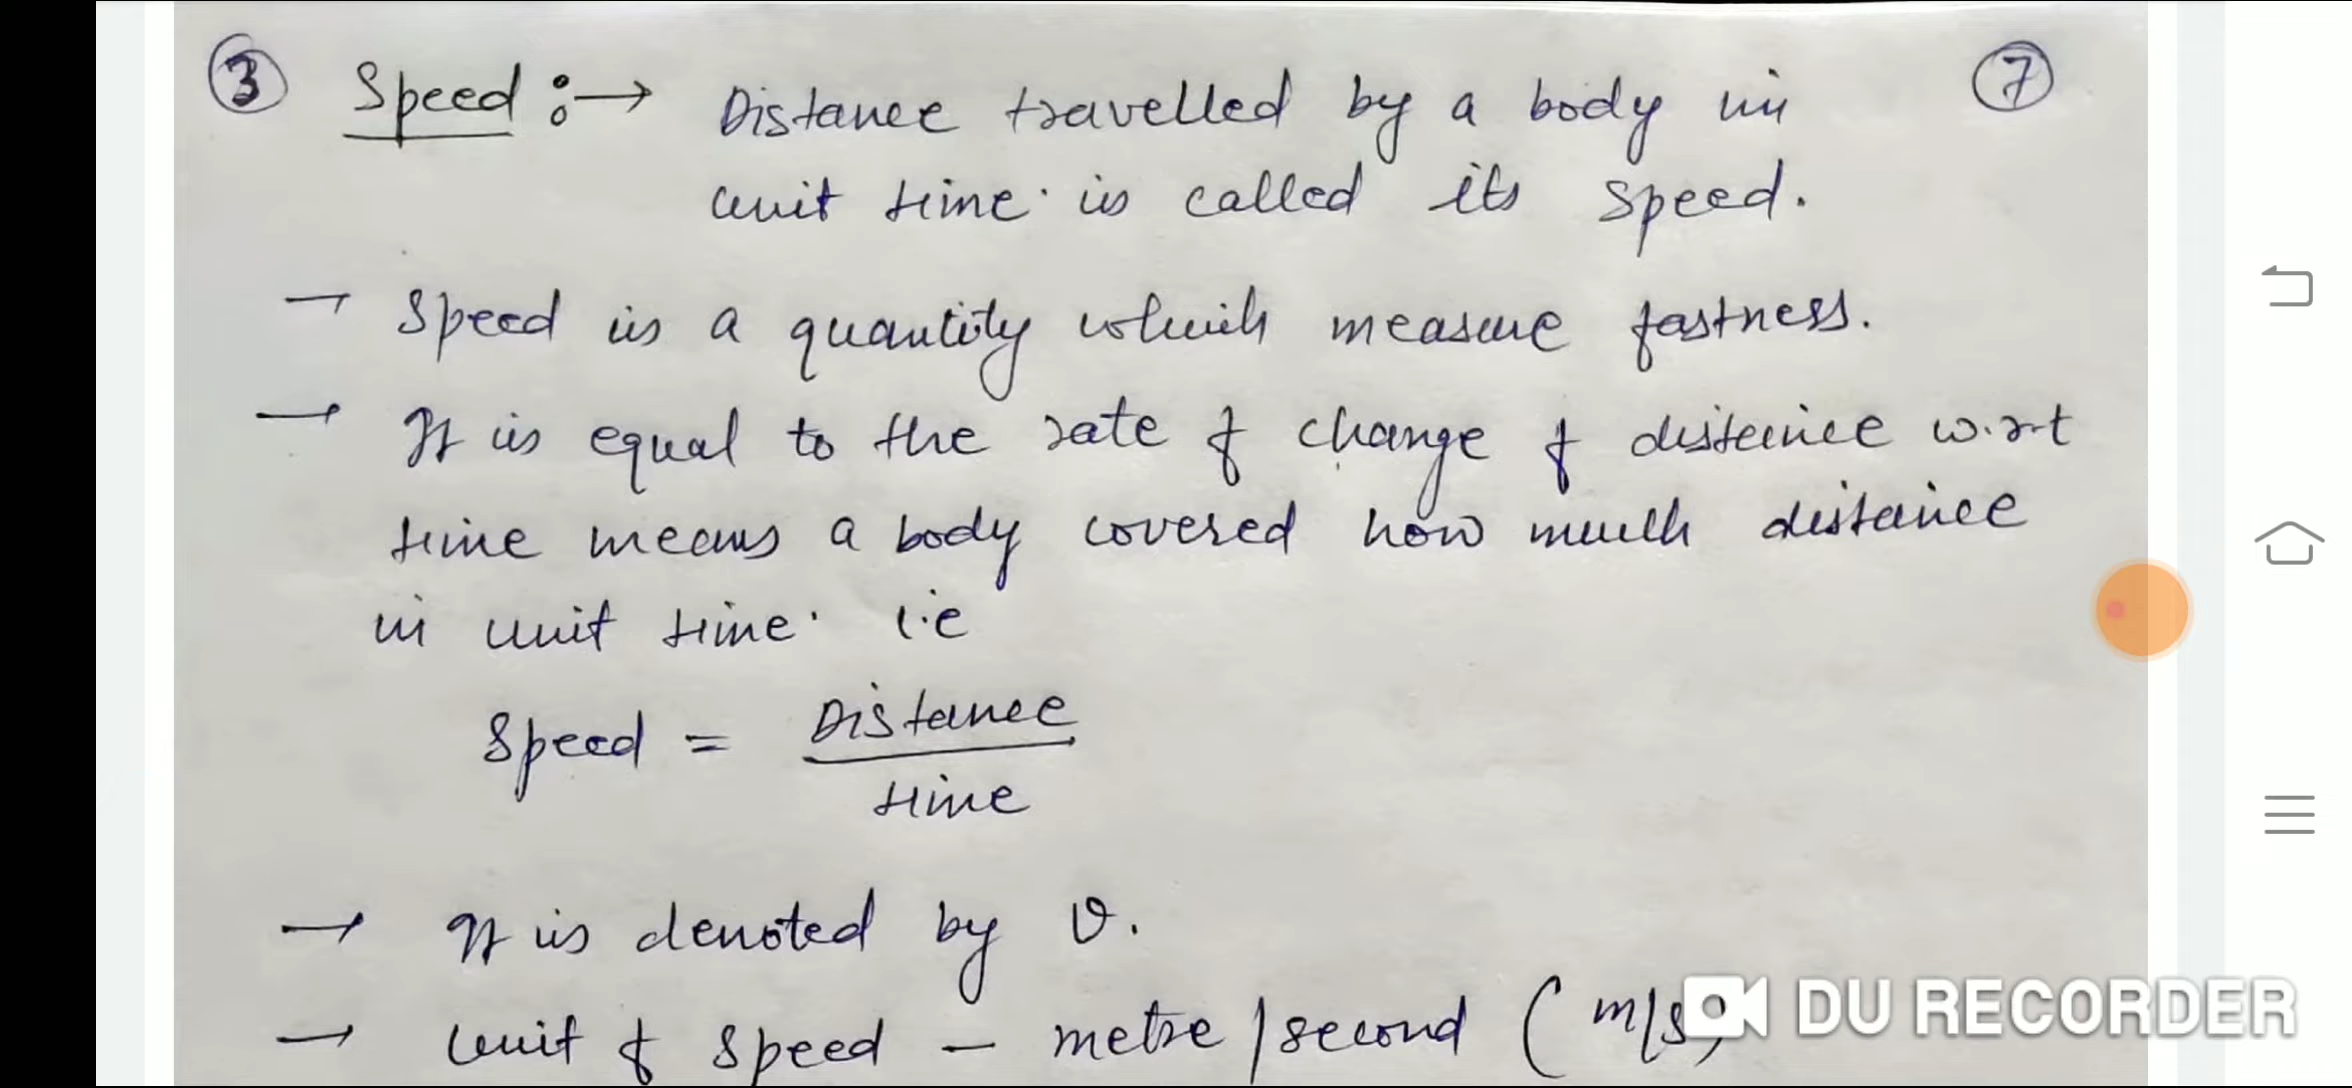 ③ Speed :→ Distance travelled by a body in ⑦
unit time. is called its speed.
→ Speed is a quantity which measure fastness.
→ It is equal to the rate of change of distance w.r.t
time means a body covered how much distance
in unit time. i.e
Speed = Distance
time
→ It is denoted by v.
→ Unit of speed – metre/second (m/s)
DU RECORDER